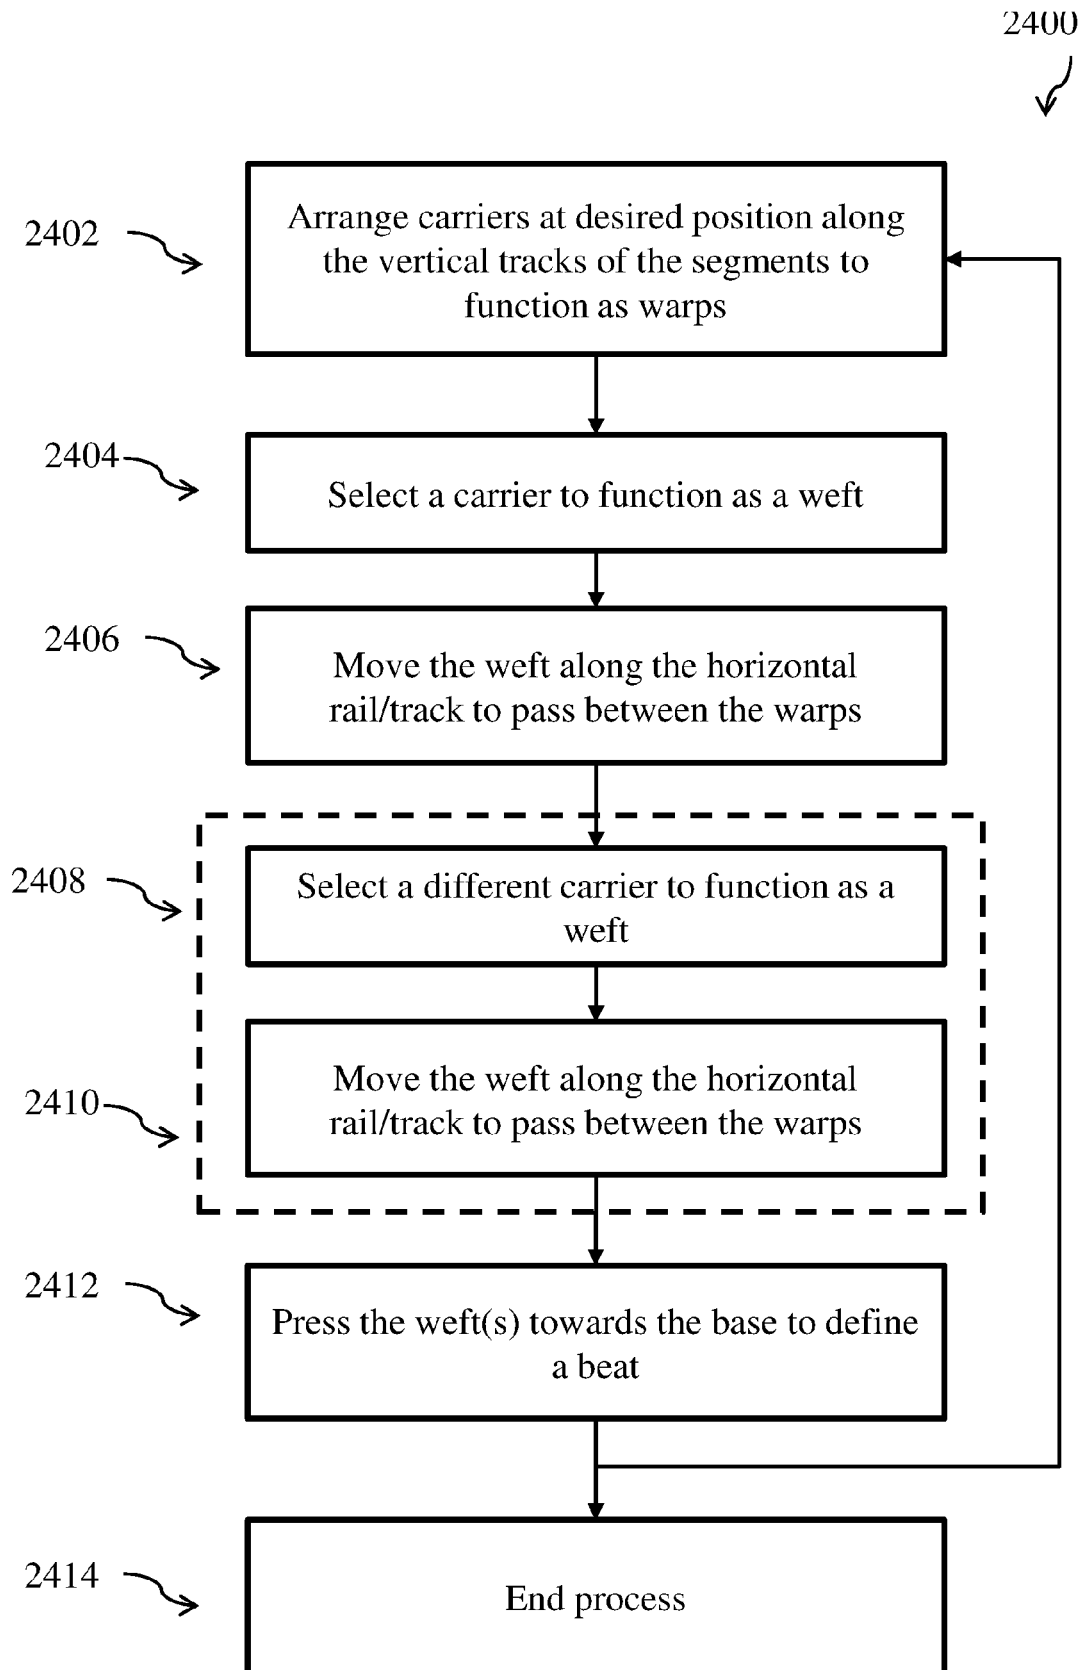 2400
2402
Arrange carriers at desired position along
the vertical tracks of the segments to
function as warps
2404
Select a carrier to function as a weft
2406
Move the weft along the horizontal
rail/track to pass between the warps
2408
Select a different carrier to function as a
weft
2410
Move the weft along the horizontal
rail/track to pass between the warps
2412
Press the weft(s) towards the base to define
a beat
2414
End process